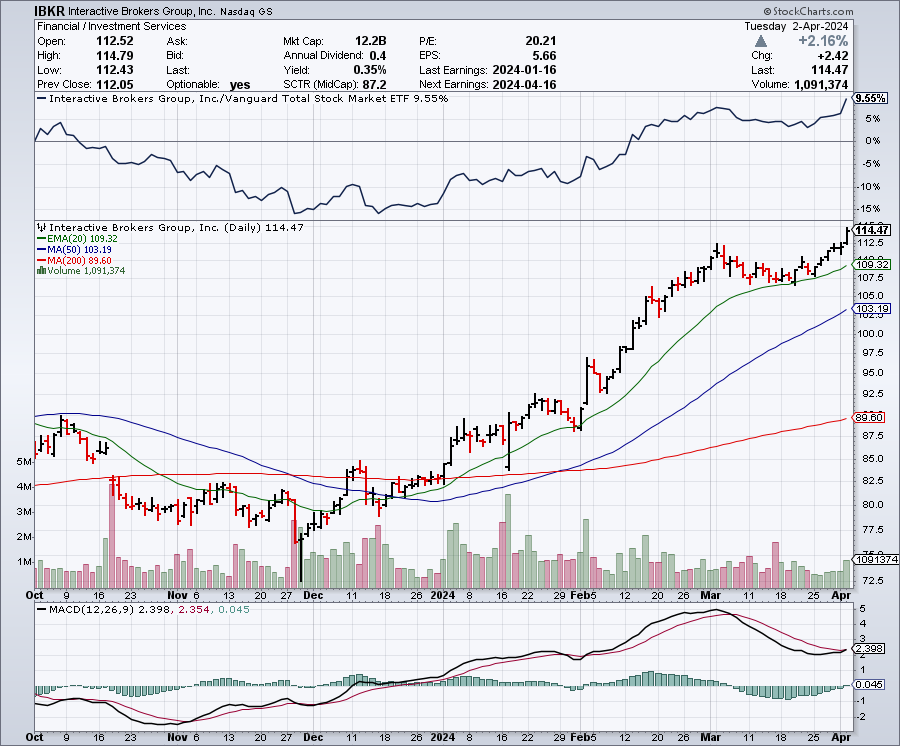 IBKR Interactive Brokers Group, Inc. Nasdaq GS
© StockCharts.com
Financial / Investment Services
Tuesday 2-Apr-2024
Open: 112.52 Ask: Mkt Cap: 12.2B P/E: 20.21 +2.16%
High: 114.79 Bid: Annual Dividend: 0.4 EPS: 5.66 Chg: +2.42
Low: 112.43 Last: Yield: 0.35% Last Earnings: 2024-01-16 Last: 114.47
Prev Close: 112.05 Optionable: yes SCTR (MidCap): 87.2 Next Earnings: 2024-04-16 Volume: 1,091,374
Interactive Brokers Group, Inc./Vanguard Total Stock Market ETF 9.55%
9.55%
5%
0%
-5%
-10%
-15%
Interactive Brokers Group, Inc. (Daily) 114.47
EMA(20) 109.32
MA(50) 103.19
MA(200) 89.60
Volume 1,091,374
114.47
112.5
109.32
107.5
105.0
103.19
100.0
97.5
95.0
92.5
89.60
87.5
85.0
82.5
80.0
77.5
1091374
72.5
5M
4M
3M
2M
1M
Oct 9 16 23 Nov 6 13 20 27 Dec 11 18 26 2024 8 16 22 29 Feb 5 12 20 26 Mar 11 18 25 Apr
MACD(12,26,9) 2.398, 2.354, 0.045
5
4
3
2.398
1
0.045
-1
-2
Oct 9 16 23 Nov 6 13 20 27 Dec 11 18 26 2024 8 16 22 29 Feb 5 12 20 26 Mar 11 18 25 Apr